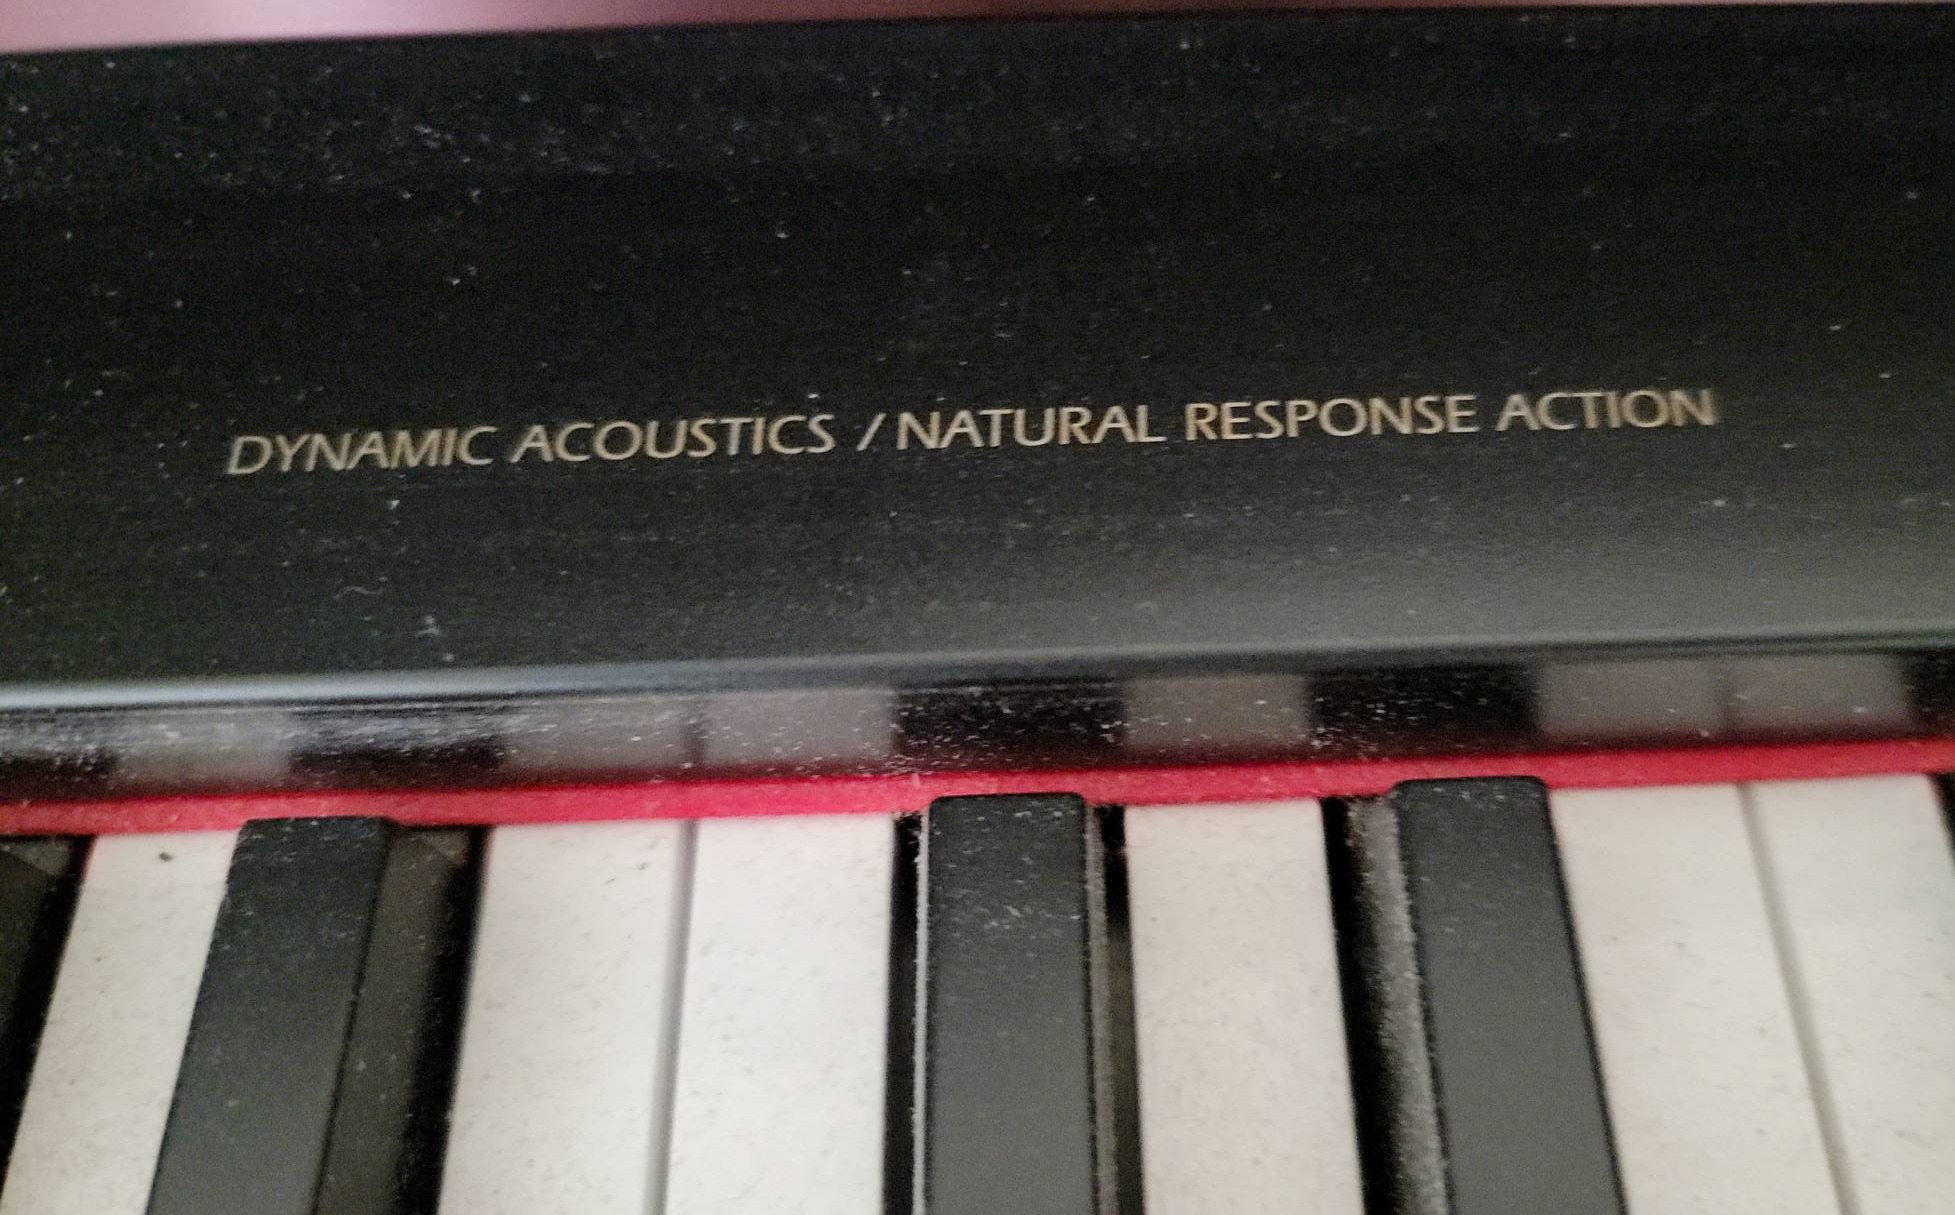 DYNAMIC ACOUSTICS / NATURAL RESPONSE ACTION